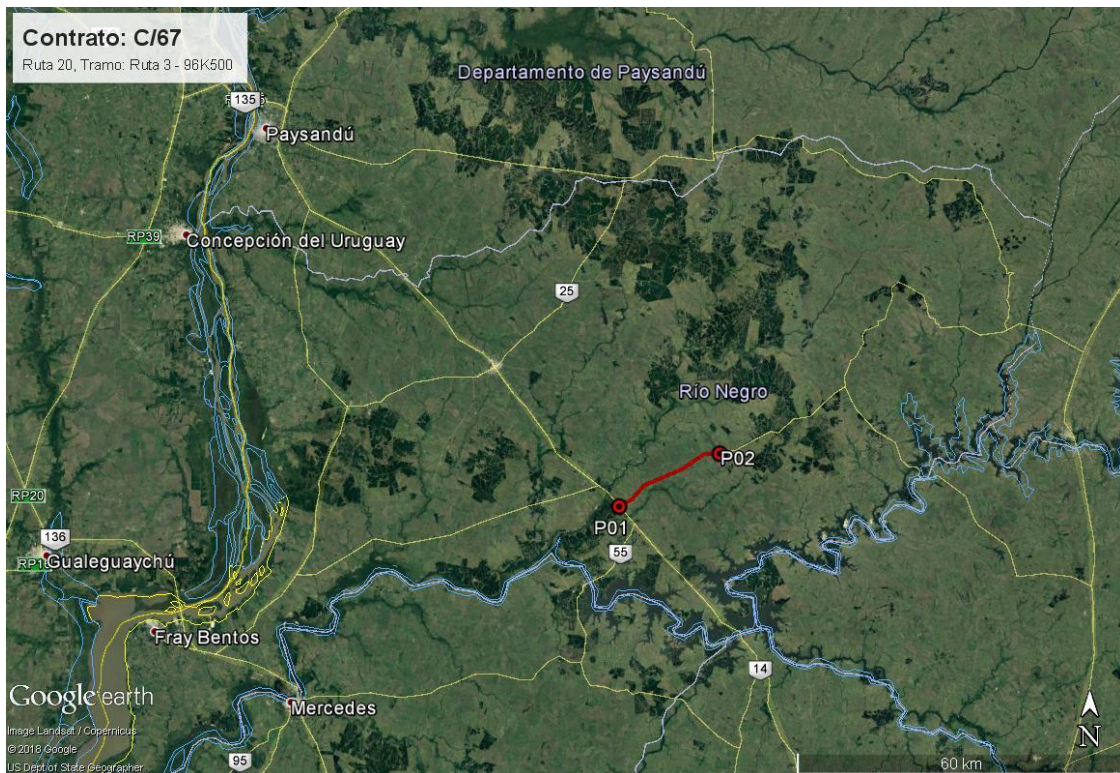 Contrato: C/67
Ruta 20, Tramo: Ruta 3 - 96K500
135
Departamento de Paysandú
Paysandú
RP39
Concepción del Uruguay
25
Río Negro
P02
RP20
P01
136
55
Gualeguaychú
Fray Bentos
14
Google earth
Mercedes
Image Landsat / Copernicus
© 2018 Google
US Dept of State Geographer
95
60 km
N